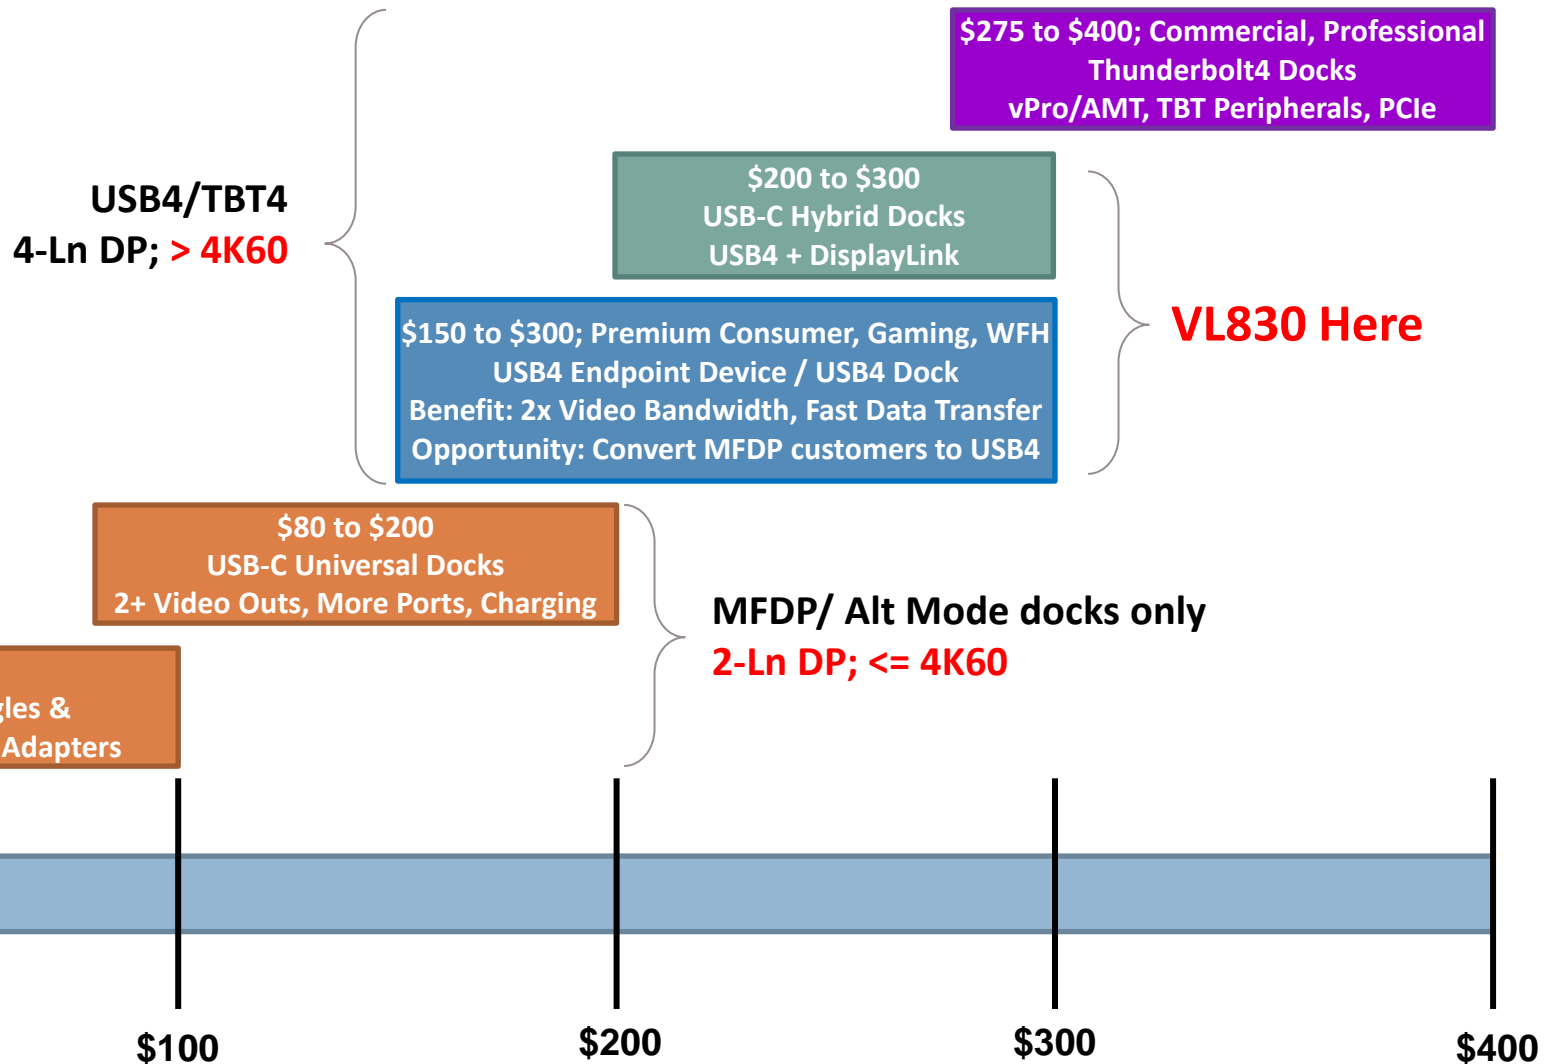 $275 to $400; Commercial, Professional
Thunderbolt4 Docks
vPro/AMT, TBT Peripherals, PCIe
$200 to $300
USB-C Hybrid Docks
USB4 + DisplayLink
USB4/TBT4
4-Ln DP; > 4K60
$150 to $300; Premium Consumer, Gaming, WFH
USB4 Endpoint Device / USB4 Dock
Benefit: 2x Video Bandwidth, Fast Data Transfer
Opportunity: Convert MFDP customers to USB4
VL830 Here
$80 to $200
USB-C Universal Docks
2+ Video Outs, More Ports, Charging
MFDP/ Alt Mode docks only
2-Ln DP; <= 4K60
&
Adapters
$100
$200
$300
$400